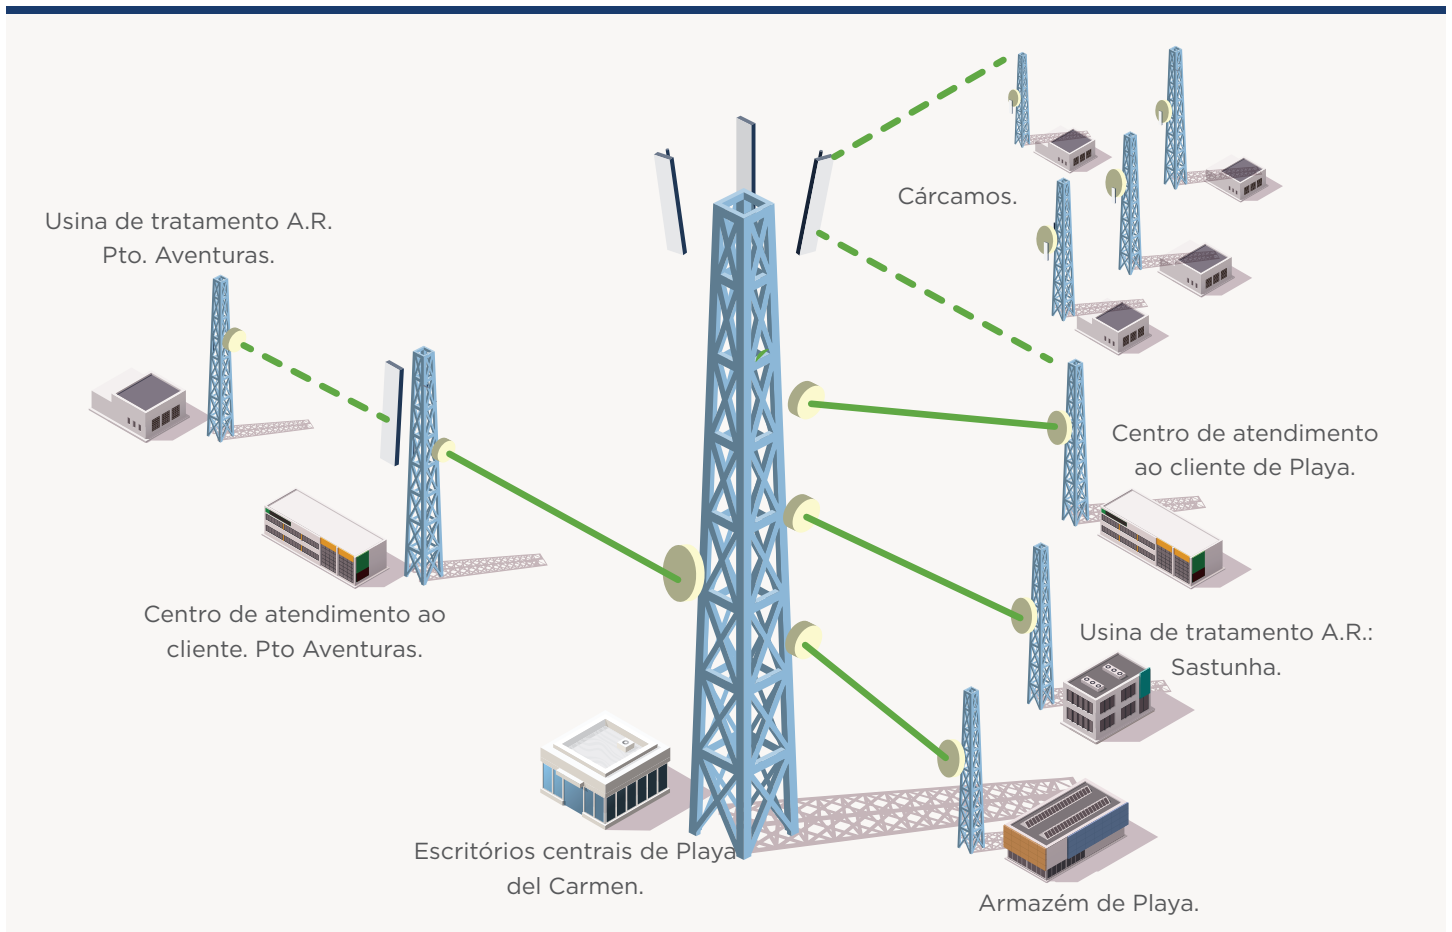 Cárcamos.
Usina de tratamento A.R.
Pto. Aventuras.
Centro de atendimento
ao cliente de Playa.
Centro de atendimento ao
cliente. Pto Aventuras.
Usina de tratamento A.R.:
Sastunha.
Escritórios centrais de Playa
del Carmen.
Armazém de Playa.